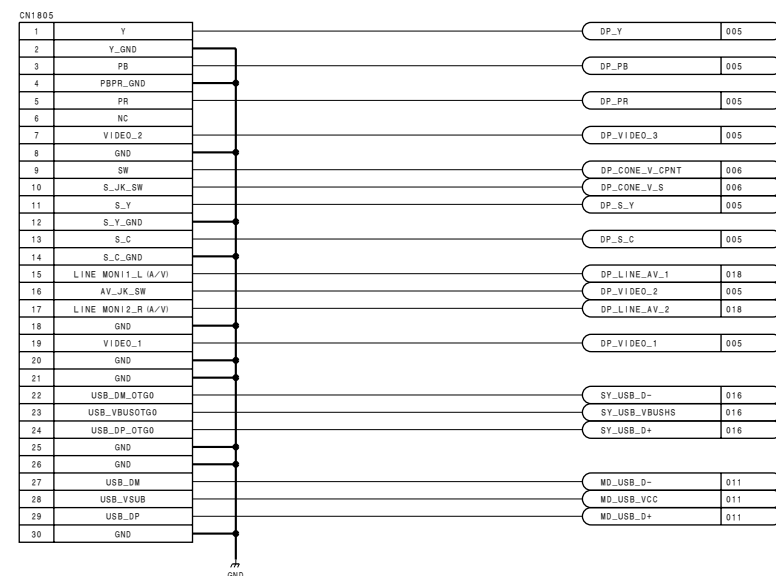 CN1805
1 Y DP_Y 005
2 Y_GND
3 PB DP_PB 005
4 PBPR_GND
5 PR DP_PR 005
6 NC
7 VIDEO_2 DP_VIDEO_3 005
8 GND
9 SW DP_CONE_V_CPNT 006
10 S_JK_SW DP_CONE_V_S 006
11 S_Y DP_S_Y 005
12 S_Y_GND
13 S_C DP_S_C 005
14 S_C_GND
15 LINE MONI1_L(A/V) DP_LINE_AV_1 018
16 AV_JK_SW DP_VIDEO_2 005
17 LINE MONI2_R(A/V) DP_LINE_AV_2 018
18 GND
19 VIDEO_1 DP_VIDEO_1 005
20 GND
21 GND
22 USB_DM_OTG0 SY_USB_D- 016
23 USB_VBUSOTG0 SY_USB_VBUSHS 016
24 USB_DP_OTG0 SY_USB_D+ 016
25 GND
26 GND
27 USB_DM MD_USB_D- 011
28 USB_VSUB MD_USB_VCC 011
29 USB_DP MD_USB_D+ 011
30 GND
GND